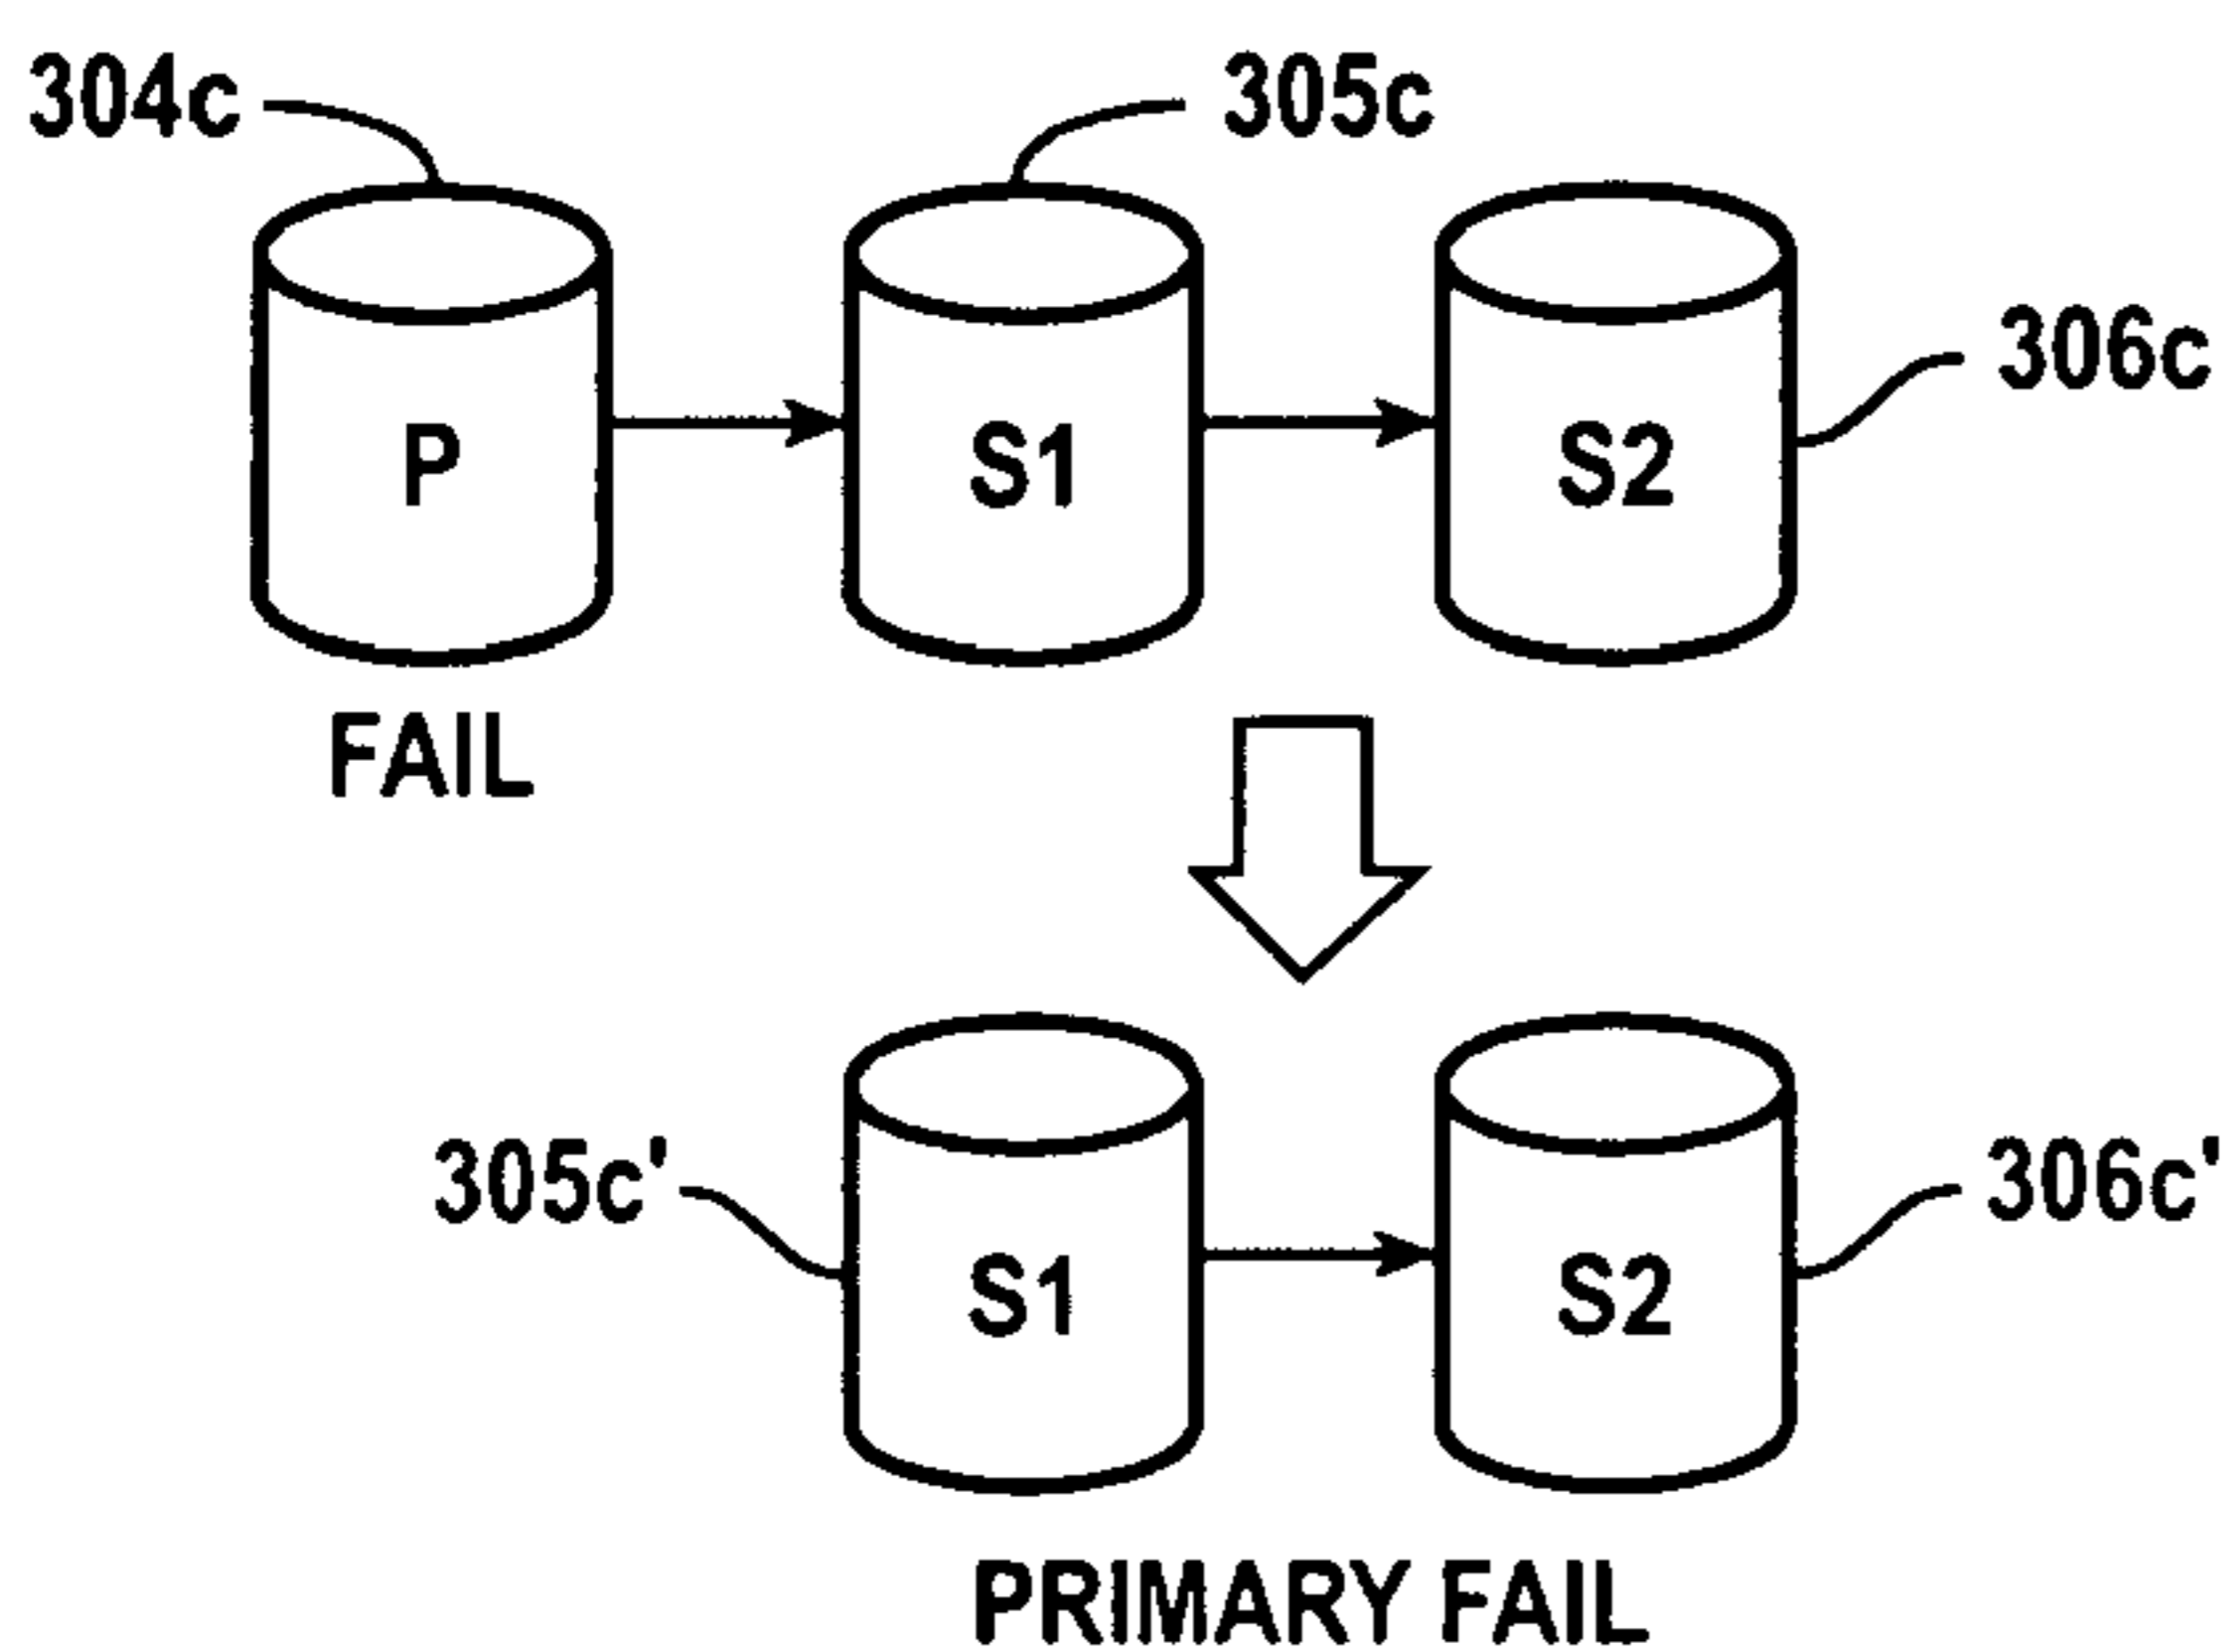 304c
305c
P
S1
S2
306c
FAIL
305c'
S1
S2
306c'
PRIMARY FAIL